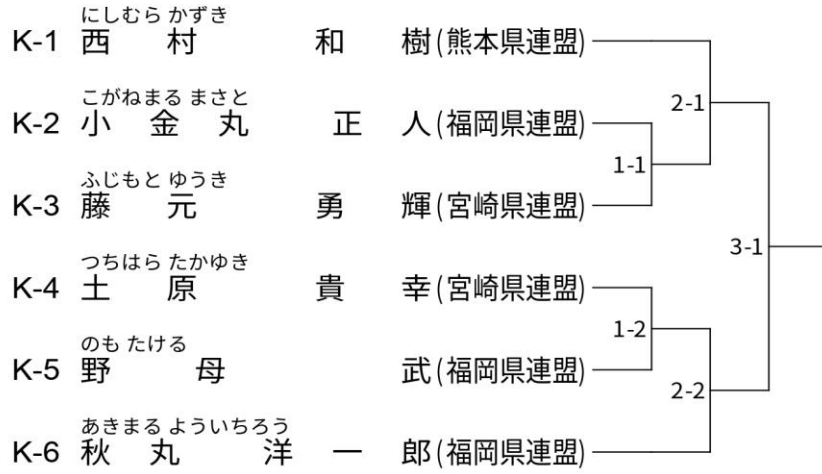 にしむら かずき
K-1 西村 和樹(熊本県連盟)
2-1
こがねまる まさと
K-2 小金丸 正人(福岡県連盟)
1-1
ふじもと ゆうき
K-3 藤元 勇輝(宮崎県連盟)
3-1
つちはら たかゆき
K-4 土原 貴幸(宮崎県連盟)
1-2
のも たける
K-5 野母 武(福岡県連盟)
2-2
あきまる よういちろう
K-6 秋丸 洋一郎(福岡県連盟)